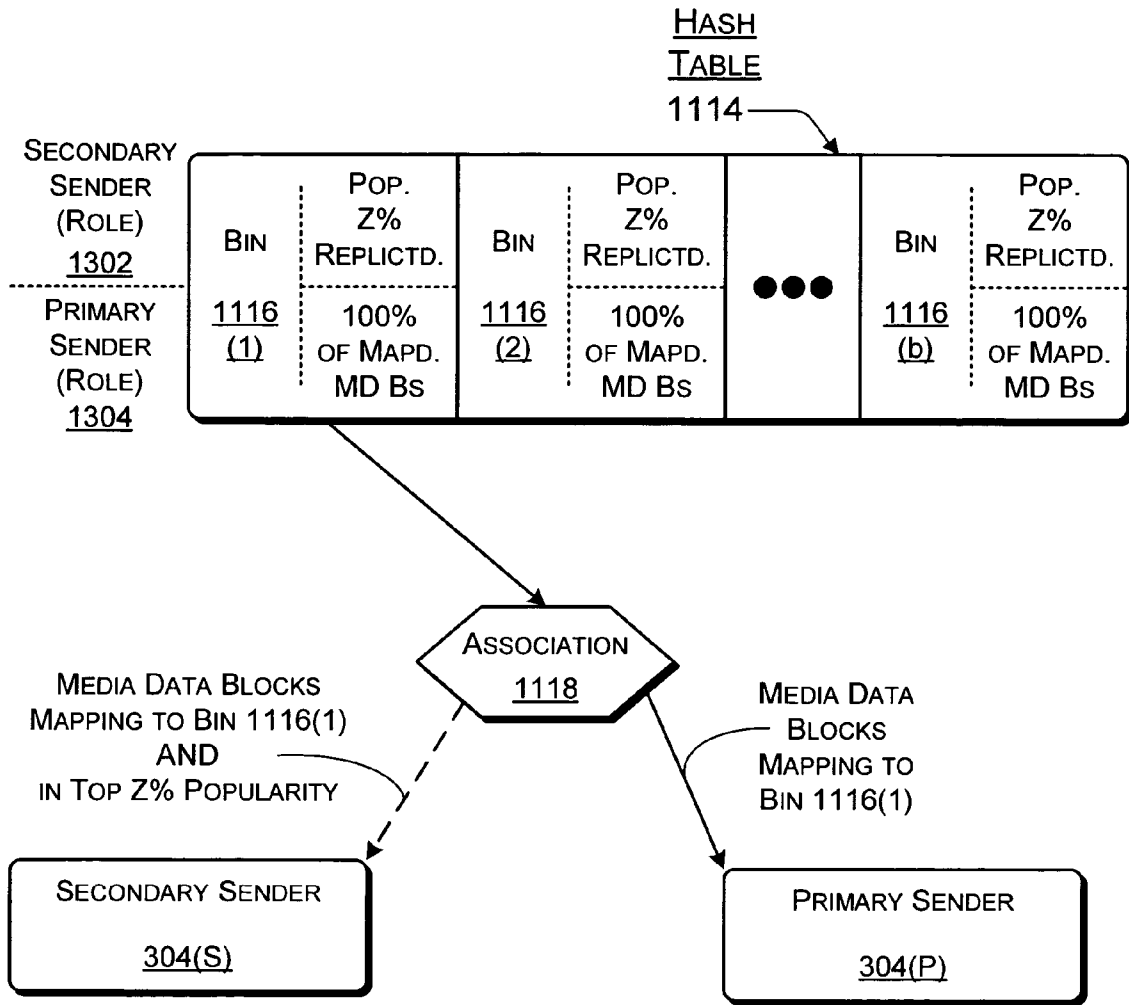 HASH
TABLE
1114
SECONDARY
SENDER
(ROLE)
1302
PRIMARY
SENDER
(ROLE)
1304
BIN
1116
(1)
POP.
Z%
REPLICTD.
100%
OF MAPD.
MD BS
BIN
1116
(2)
POP.
Z%
REPLICTD.
100%
OF MAPD.
MD BS
BIN
1116
(b)
POP.
Z%
REPLICTD.
100%
OF MAPD.
MD BS
ASSOCIATION
1118
MEDIA DATA BLOCKS
MAPPING TO BIN 1116(1)
AND
IN TOP Z% POPULARITY
MEDIA DATA
BLOCKS
MAPPING TO
BIN 1116(1)
SECONDARY SENDER
304(S)
PRIMARY SENDER
304(P)